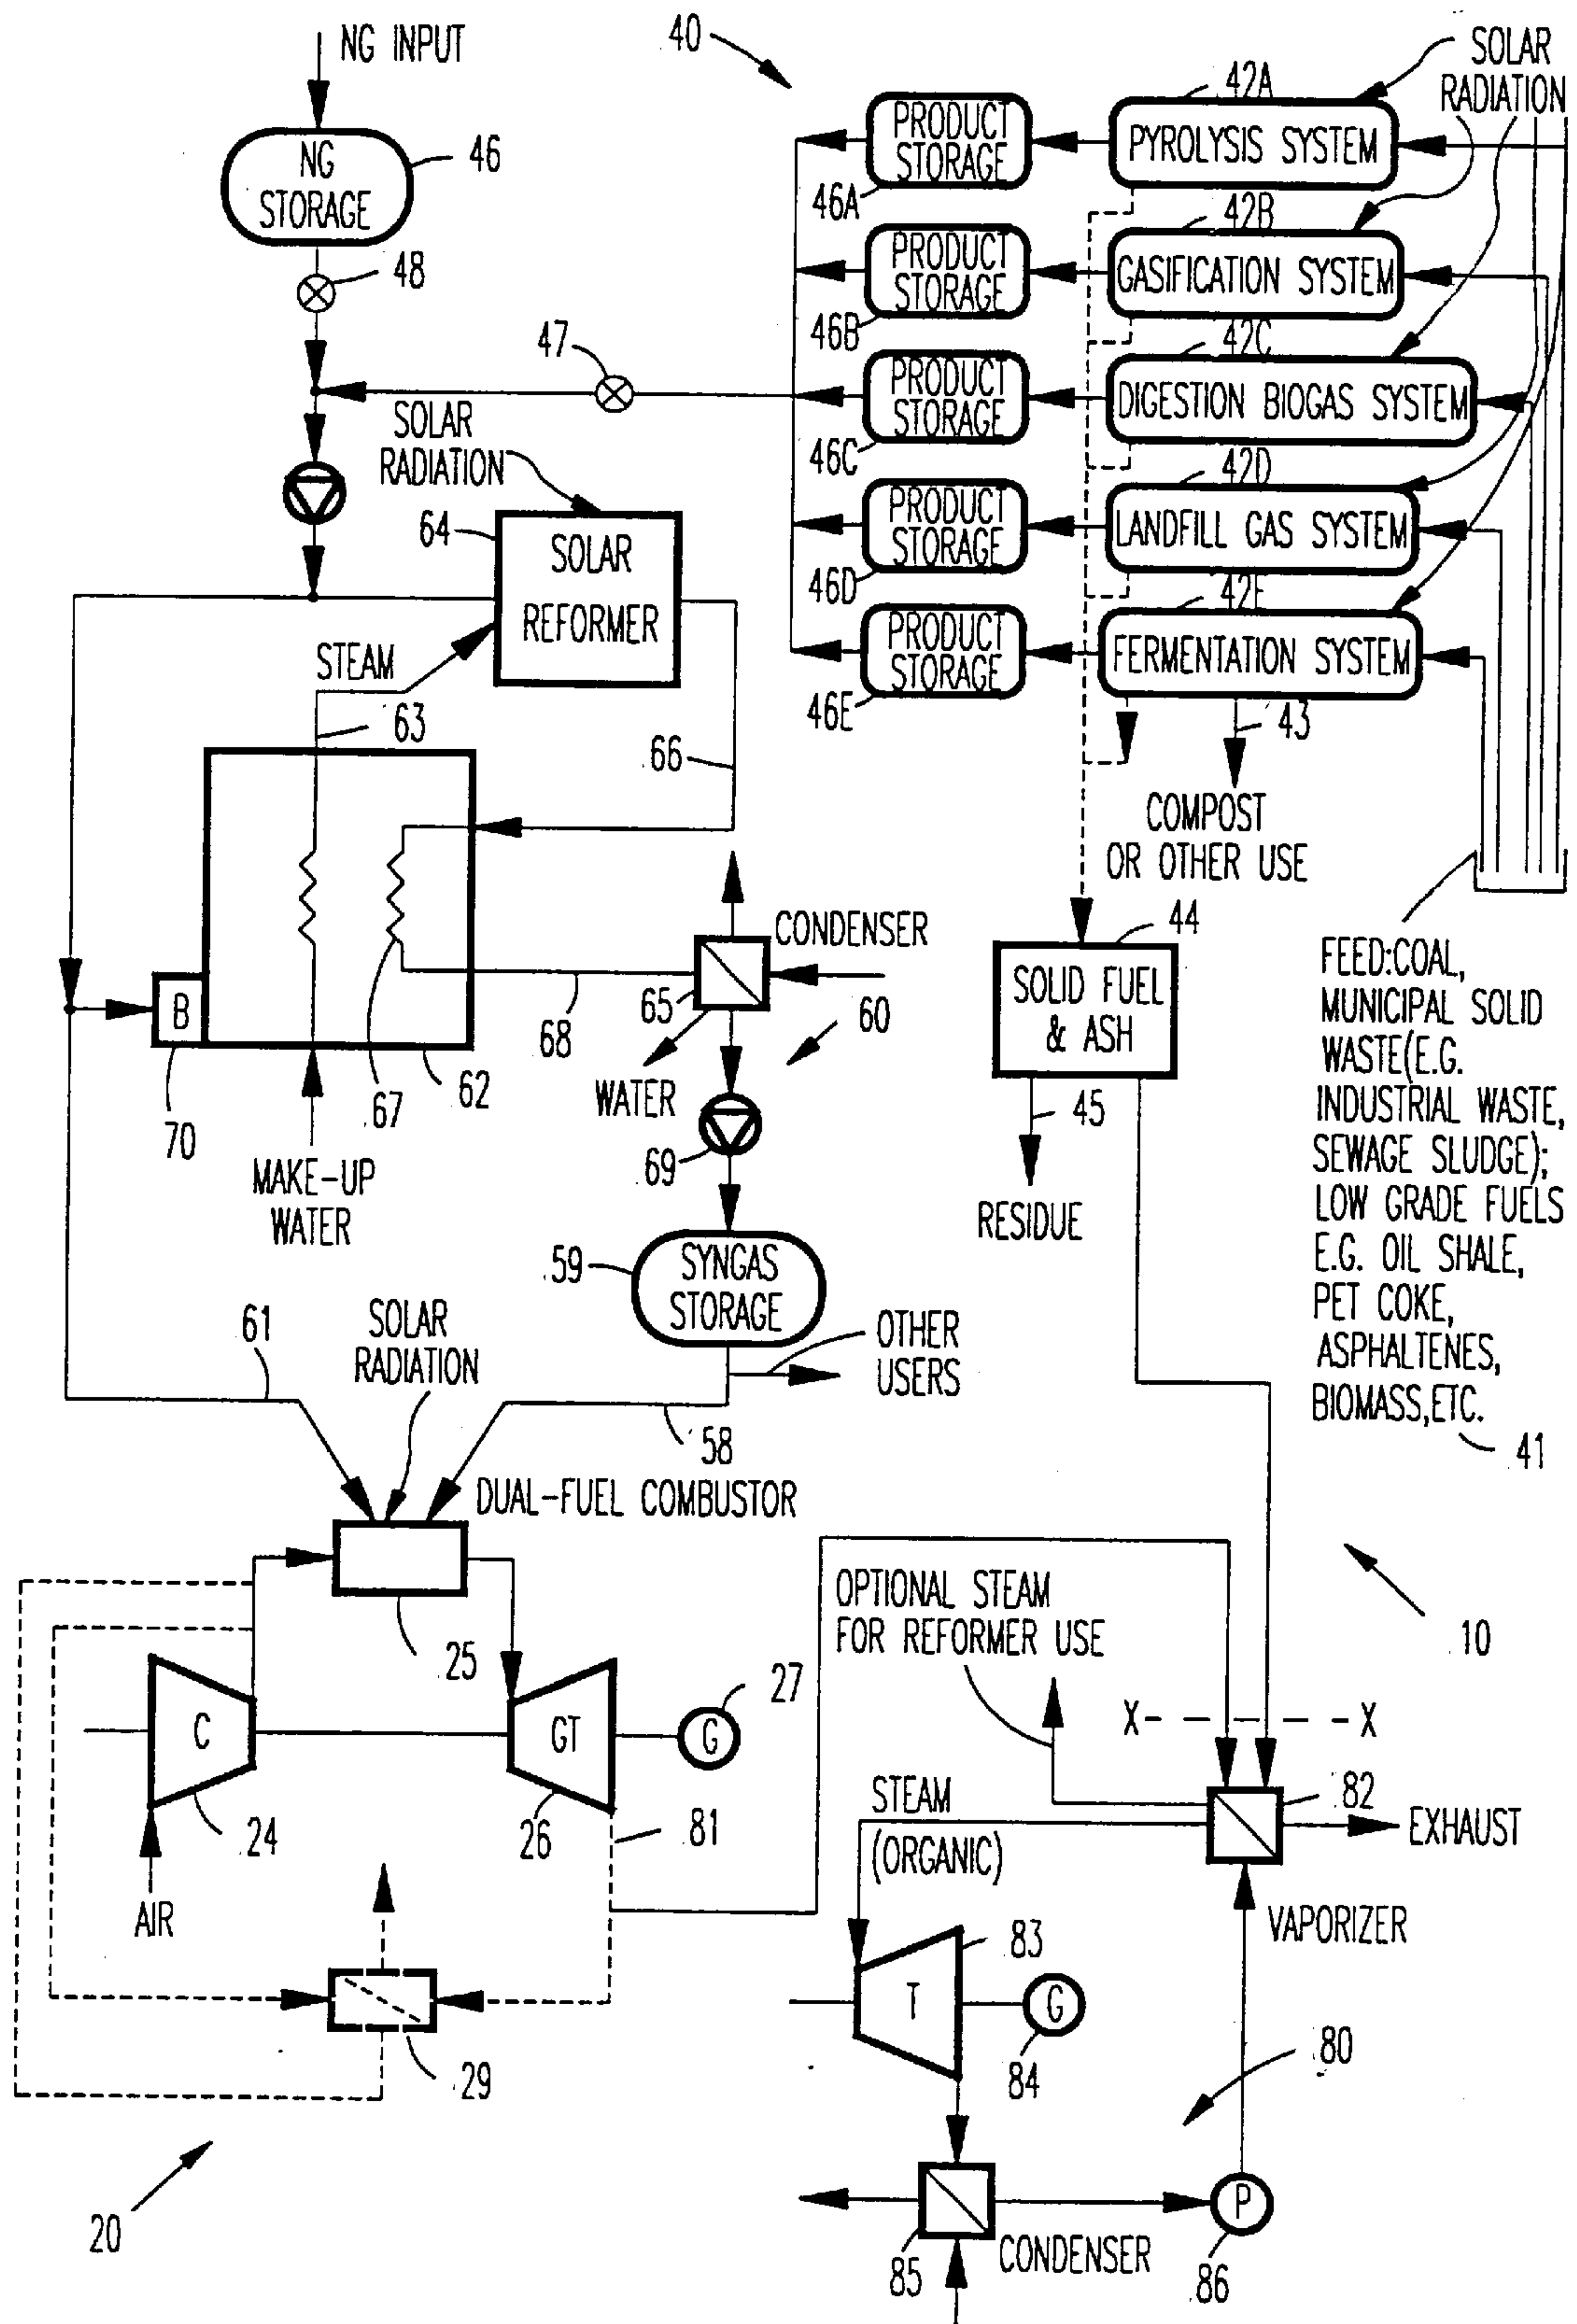 NG INPUT
NG
STORAGE
46
48
40
SOLAR
RADIATION
PRODUCT
STORAGE
46A
42A
PYROLYSIS SYSTEM
PRODUCT
STORAGE
46B
42B
GASIFICATION SYSTEM
PRODUCT
STORAGE
46C
42C
DIGESTION BIOGAS SYSTEM
PRODUCT
STORAGE
46D
42D
LANDFILL GAS SYSTEM
PRODUCT
STORAGE
46E
42E
FERMENTATION SYSTEM
47
SOLAR
RADIATION
64
SOLAR
REFORMER
STEAM
63
66
43
COMPOST
OR OTHER USE
CONDENSER
65
60
68
WATER
B
70
67
62
MAKE-UP
WATER
69
44
SOLID FUEL
& ASH
45
RESIDUE
FEED:COAL,
MUNICIPAL SOLID
WASTE(E.G.
INDUSTRIAL WASTE,
SEWAGE SLUDGE);
LOW GRADE FUELS
E.G. OIL SHALE,
PET COKE,
ASPHALTENES,
BIOMASS,ETC.
41
59
SYNGAS
STORAGE
OTHER
USERS
61
SOLAR
RADIATION
58
DUAL-FUEL COMBUSTOR
25
C
24
AIR
GT
26
G
27
81
29
20
OPTIONAL STEAM
FOR REFORMER USE
10
X
X
82
EXHAUST
STEAM
(ORGANIC)
VAPORIZER
T
83
G
84
80
85
CONDENSER
P
86